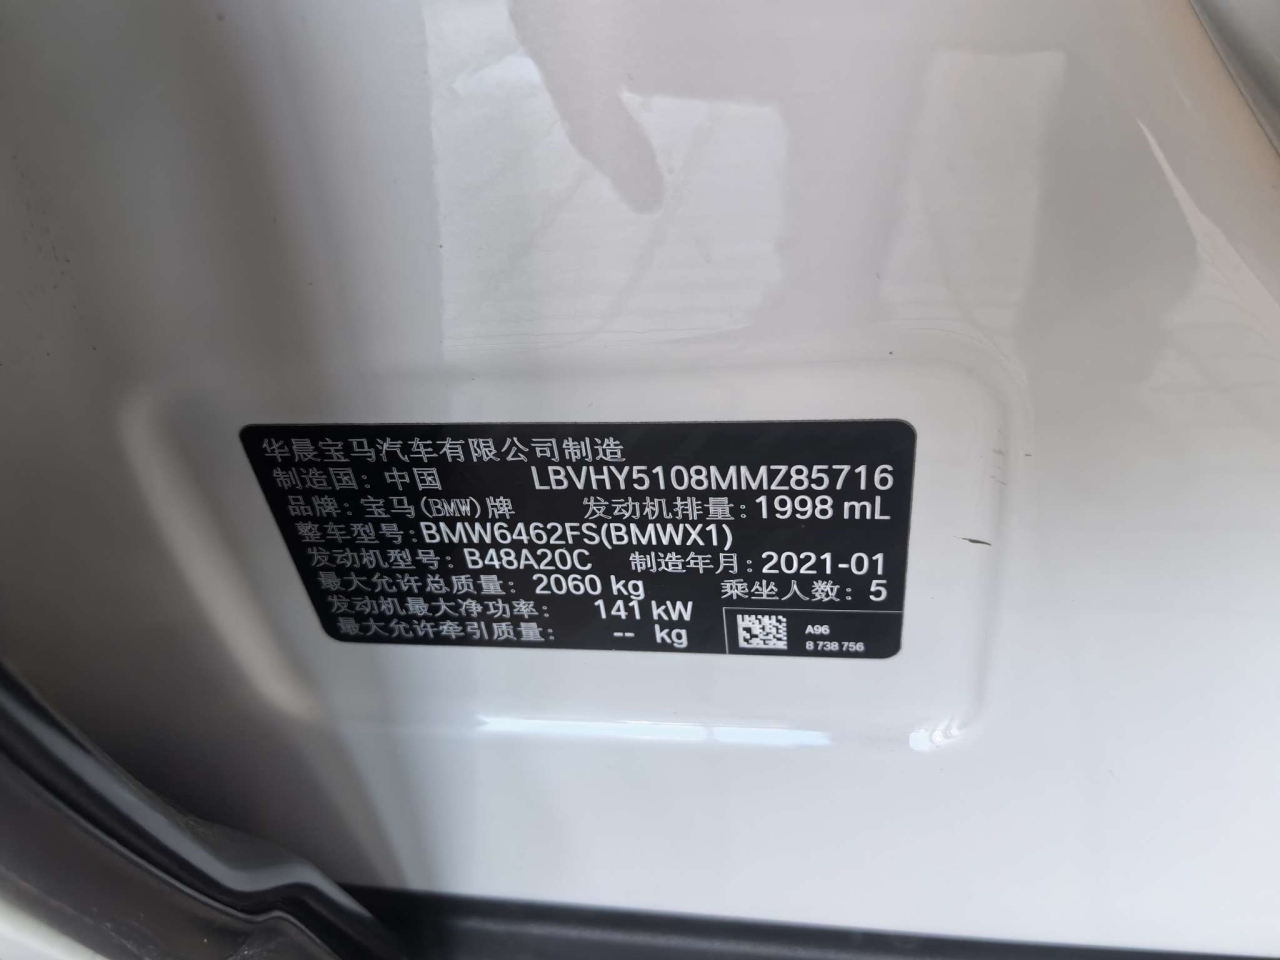 华晨宝马汽车有限公司制造
制造国: 中国 LBVHY5108MMZ85716
品牌: 宝马(BMW)牌 发动机排量: 1998 mL
整车型号: BMW6462FS(BMWX1)
发动机型号: B48A20C 制造年月: 2021-01
最大允许总质量: 2060 kg 乘坐人数: 5
发动机最大净功率: 141 kW
最大允许牵引质量: -- kg
A96
8 738 756